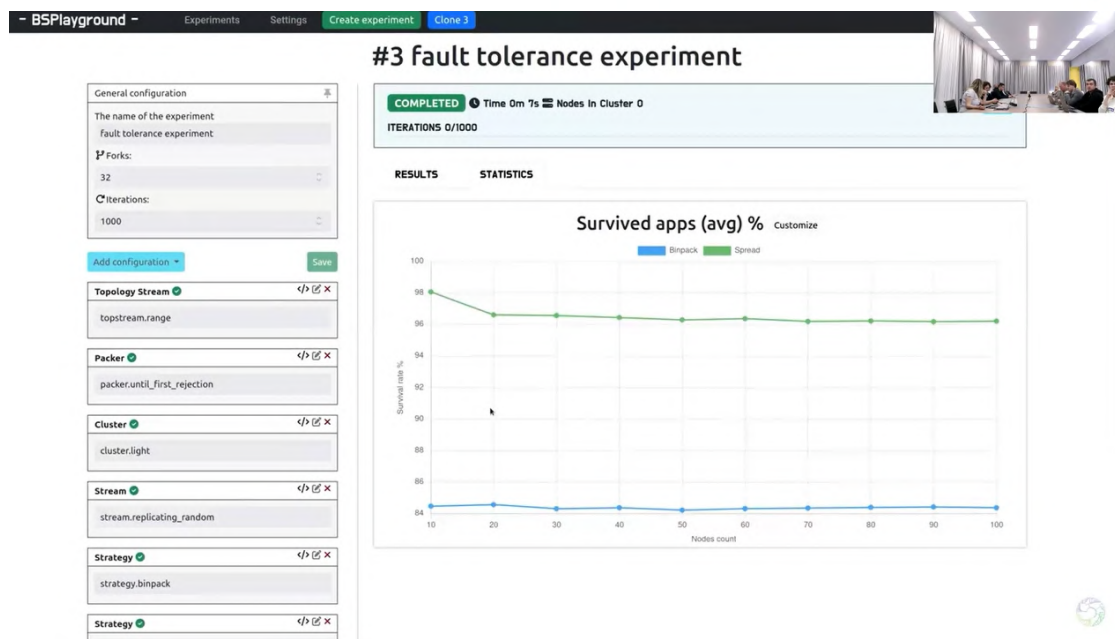 - BSPlayground -
Experiments
Settings
Create experiment
Clone 3
#3 fault tolerance experiment
General configuration
The name of the experiment
fault tolerance experiment
Forks:
32
Iterations:
1000
Add configuration
Save
Topology Stream
topstream.range
Packer
packer.until_first_rejection
Cluster
cluster.light
Stream
stream.replicating_random
Strategy
strategy.binpack
Strategy
COMPLETED Time 0m 7s Nodes In Cluster 0
ITERATIONS 0/1000
RESULTS
STATISTICS
Survived apps (avg) % Customize
Binpack Spread
100
98
96
94
92
90
88
86
84
Survival rate %
10 20 30 40 50 60 70 80 90 100
Nodes count